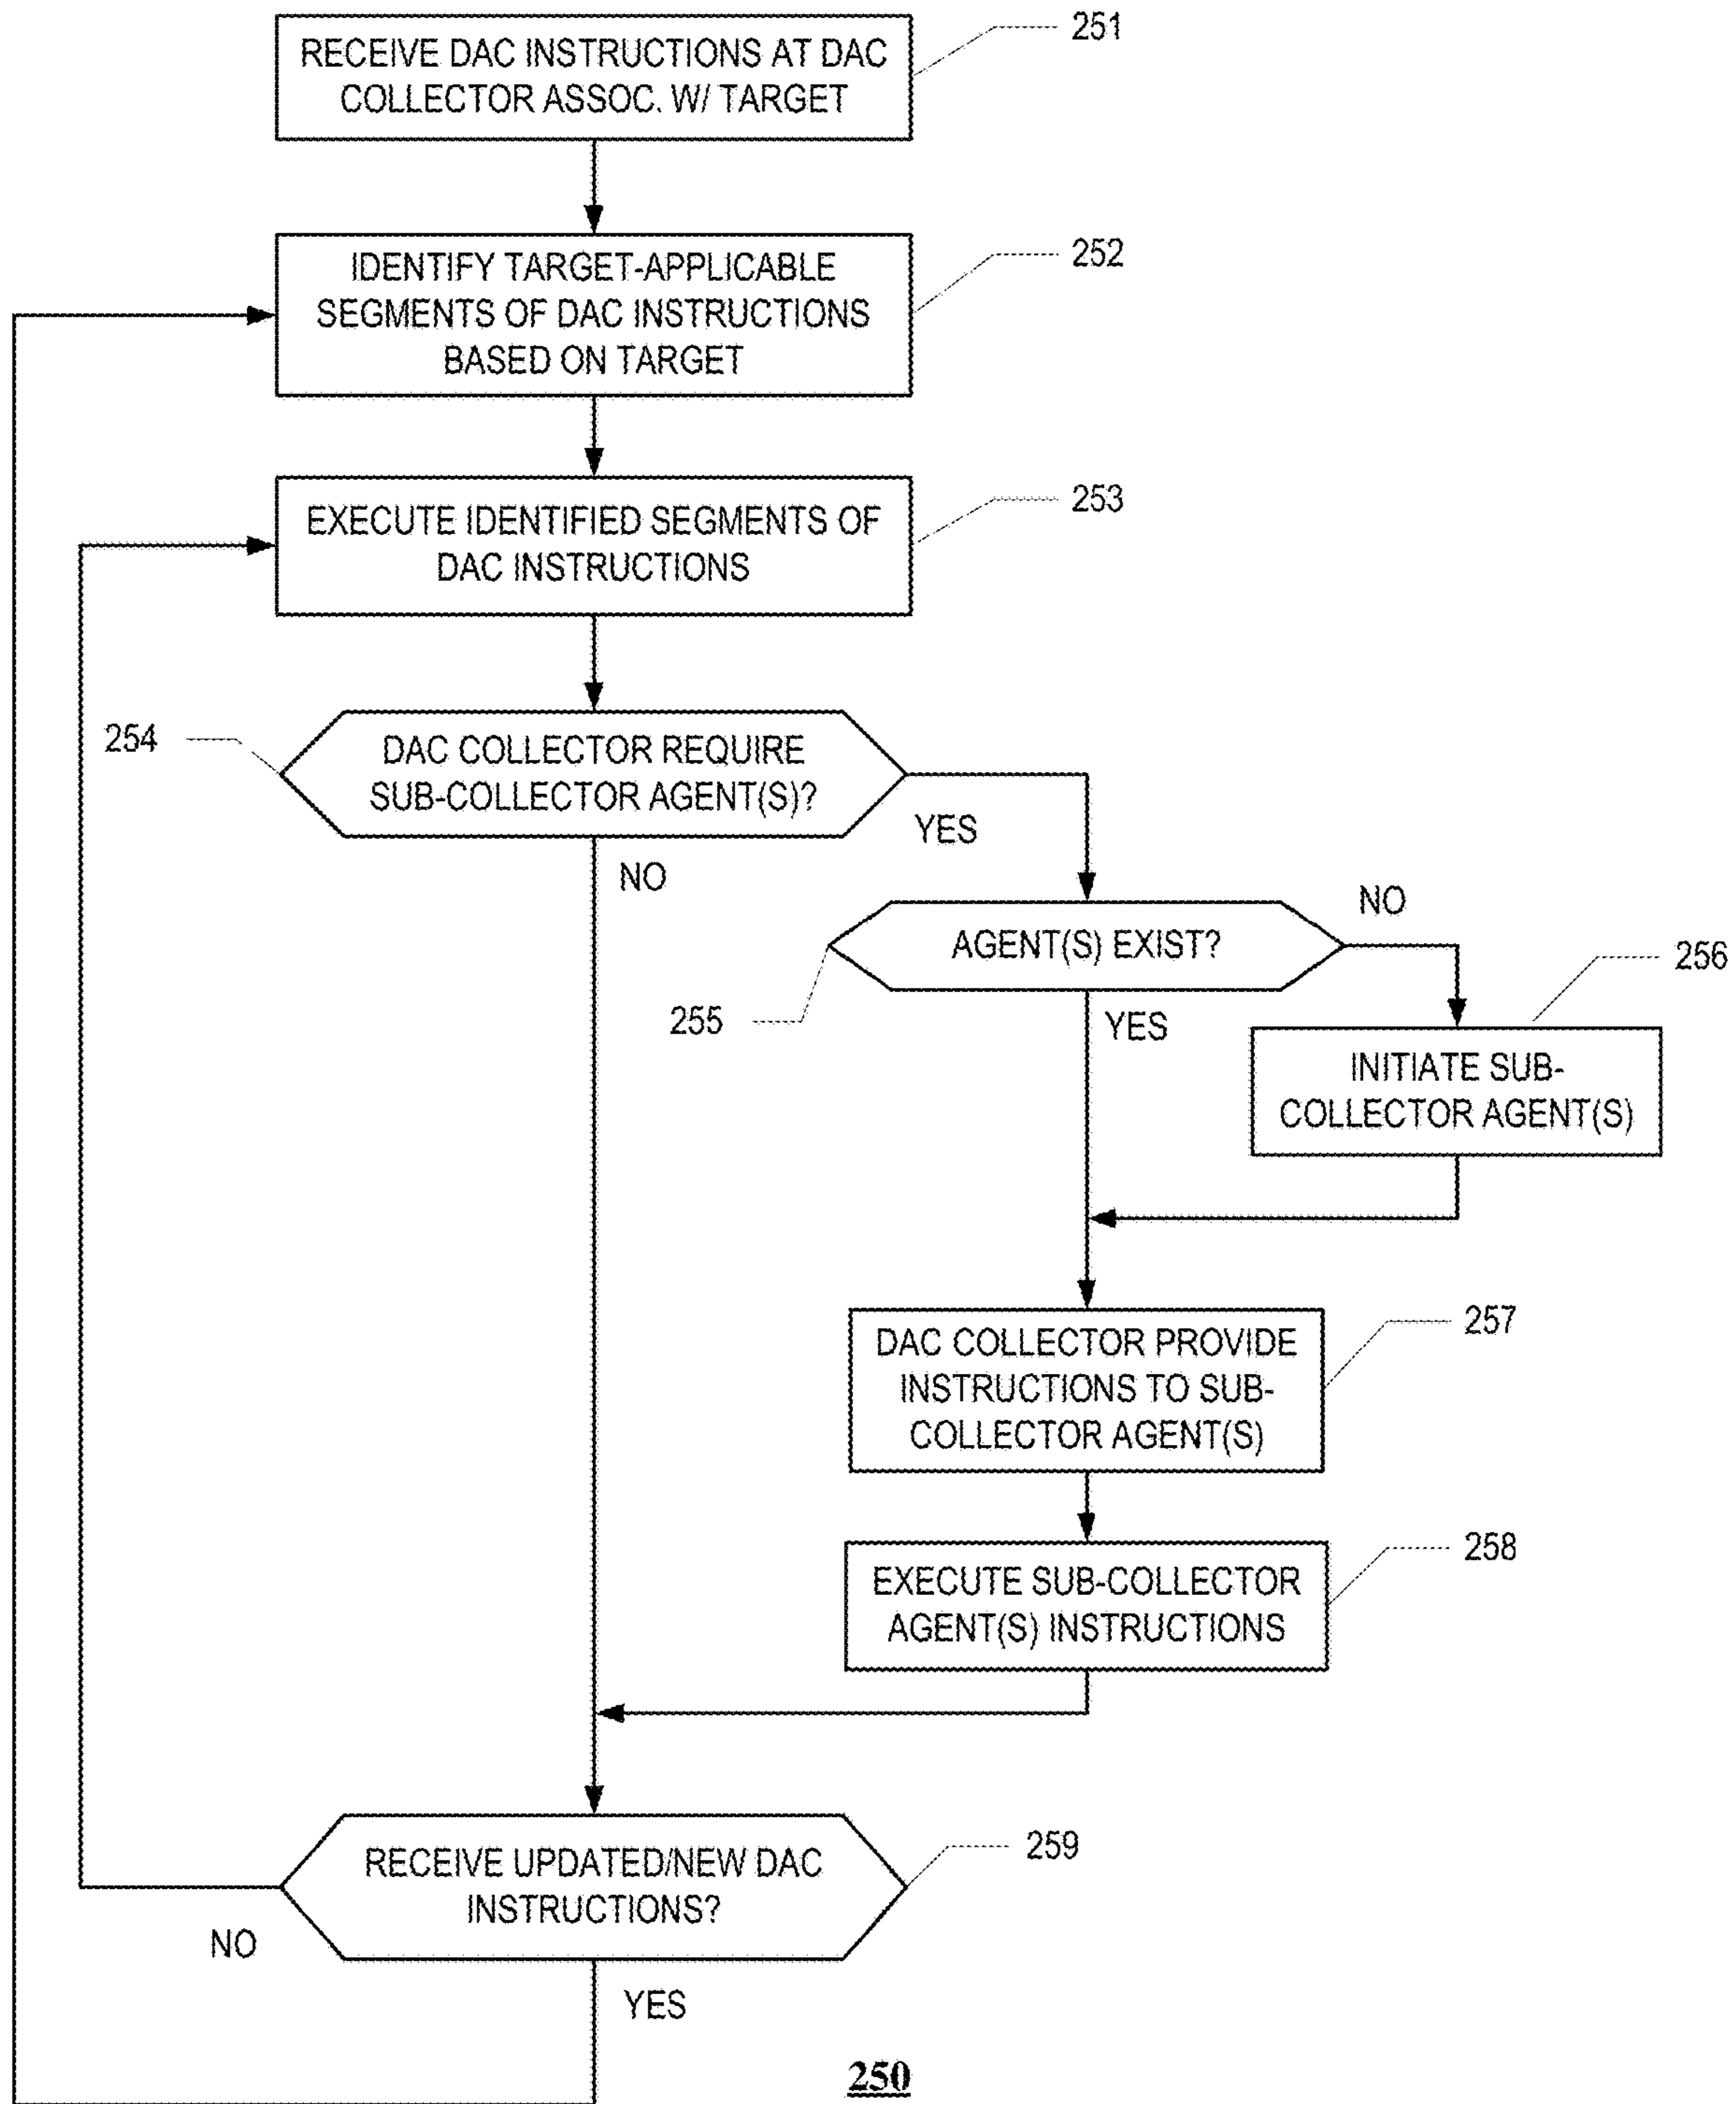 251
RECEIVE DAC INSTRUCTIONS AT DAC
COLLECTOR ASSOC. W/ TARGET
252
IDENTIFY TARGET-APPLICABLE
SEGMENTS OF DAC INSTRUCTIONS
BASED ON TARGET
253
EXECUTE IDENTIFIED SEGMENTS OF
DAC INSTRUCTIONS
254
DAC COLLECTOR REQUIRE
SUB-COLLECTOR AGENT(S)?
YES
NO
NO
AGENT(S) EXIST?
255
YES
256
INITIATE SUB-
COLLECTOR AGENT(S)
257
DAC COLLECTOR PROVIDE
INSTRUCTIONS TO SUB-
COLLECTOR AGENT(S)
258
EXECUTE SUB-COLLECTOR
AGENT(S) INSTRUCTIONS
259
RECEIVE UPDATED/NEW DAC
INSTRUCTIONS?
NO
YES
250